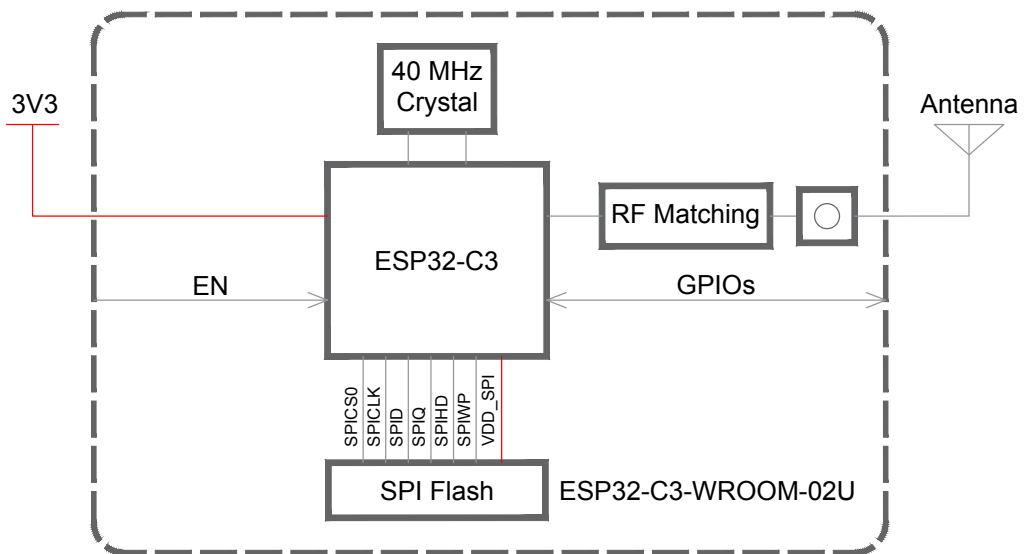 40 MHz
Crystal
3V3
Antenna
RF Matching
ESP32-C3
EN
GPIOs
SPICS0
SPICLK
SPID
SPIQ
SPIHD
SPIWP
VDD_SPI
SPI Flash
ESP32-C3-WROOM-02U